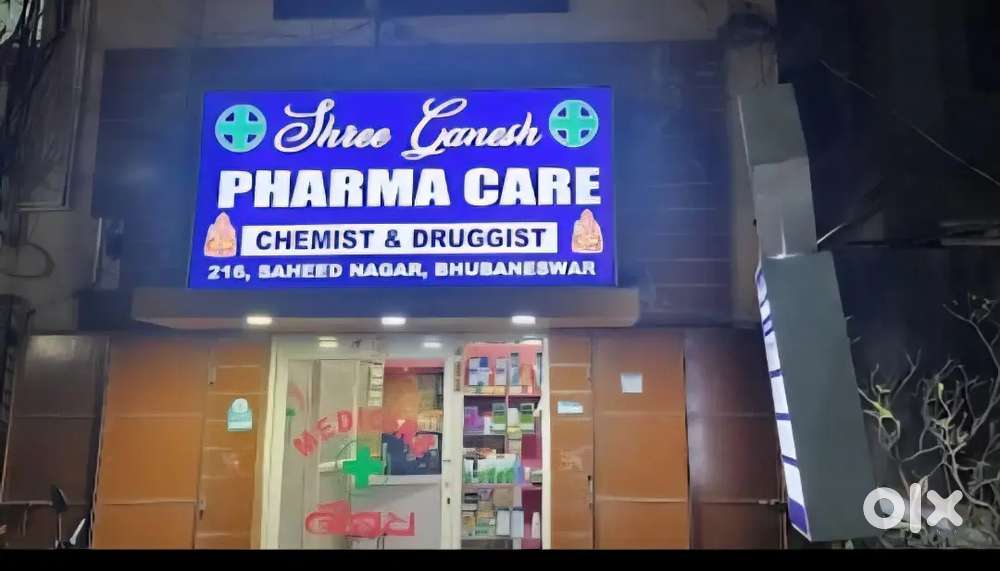 Shree Ganesh
PHARMA CARE
CHEMIST & DRUGGIST
216, SAHEED NAGAR, BHUBANESWAR
olx